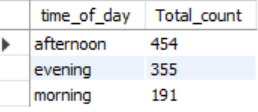 time_of_day Total_count
afternoon 454
evening 355
morning 191